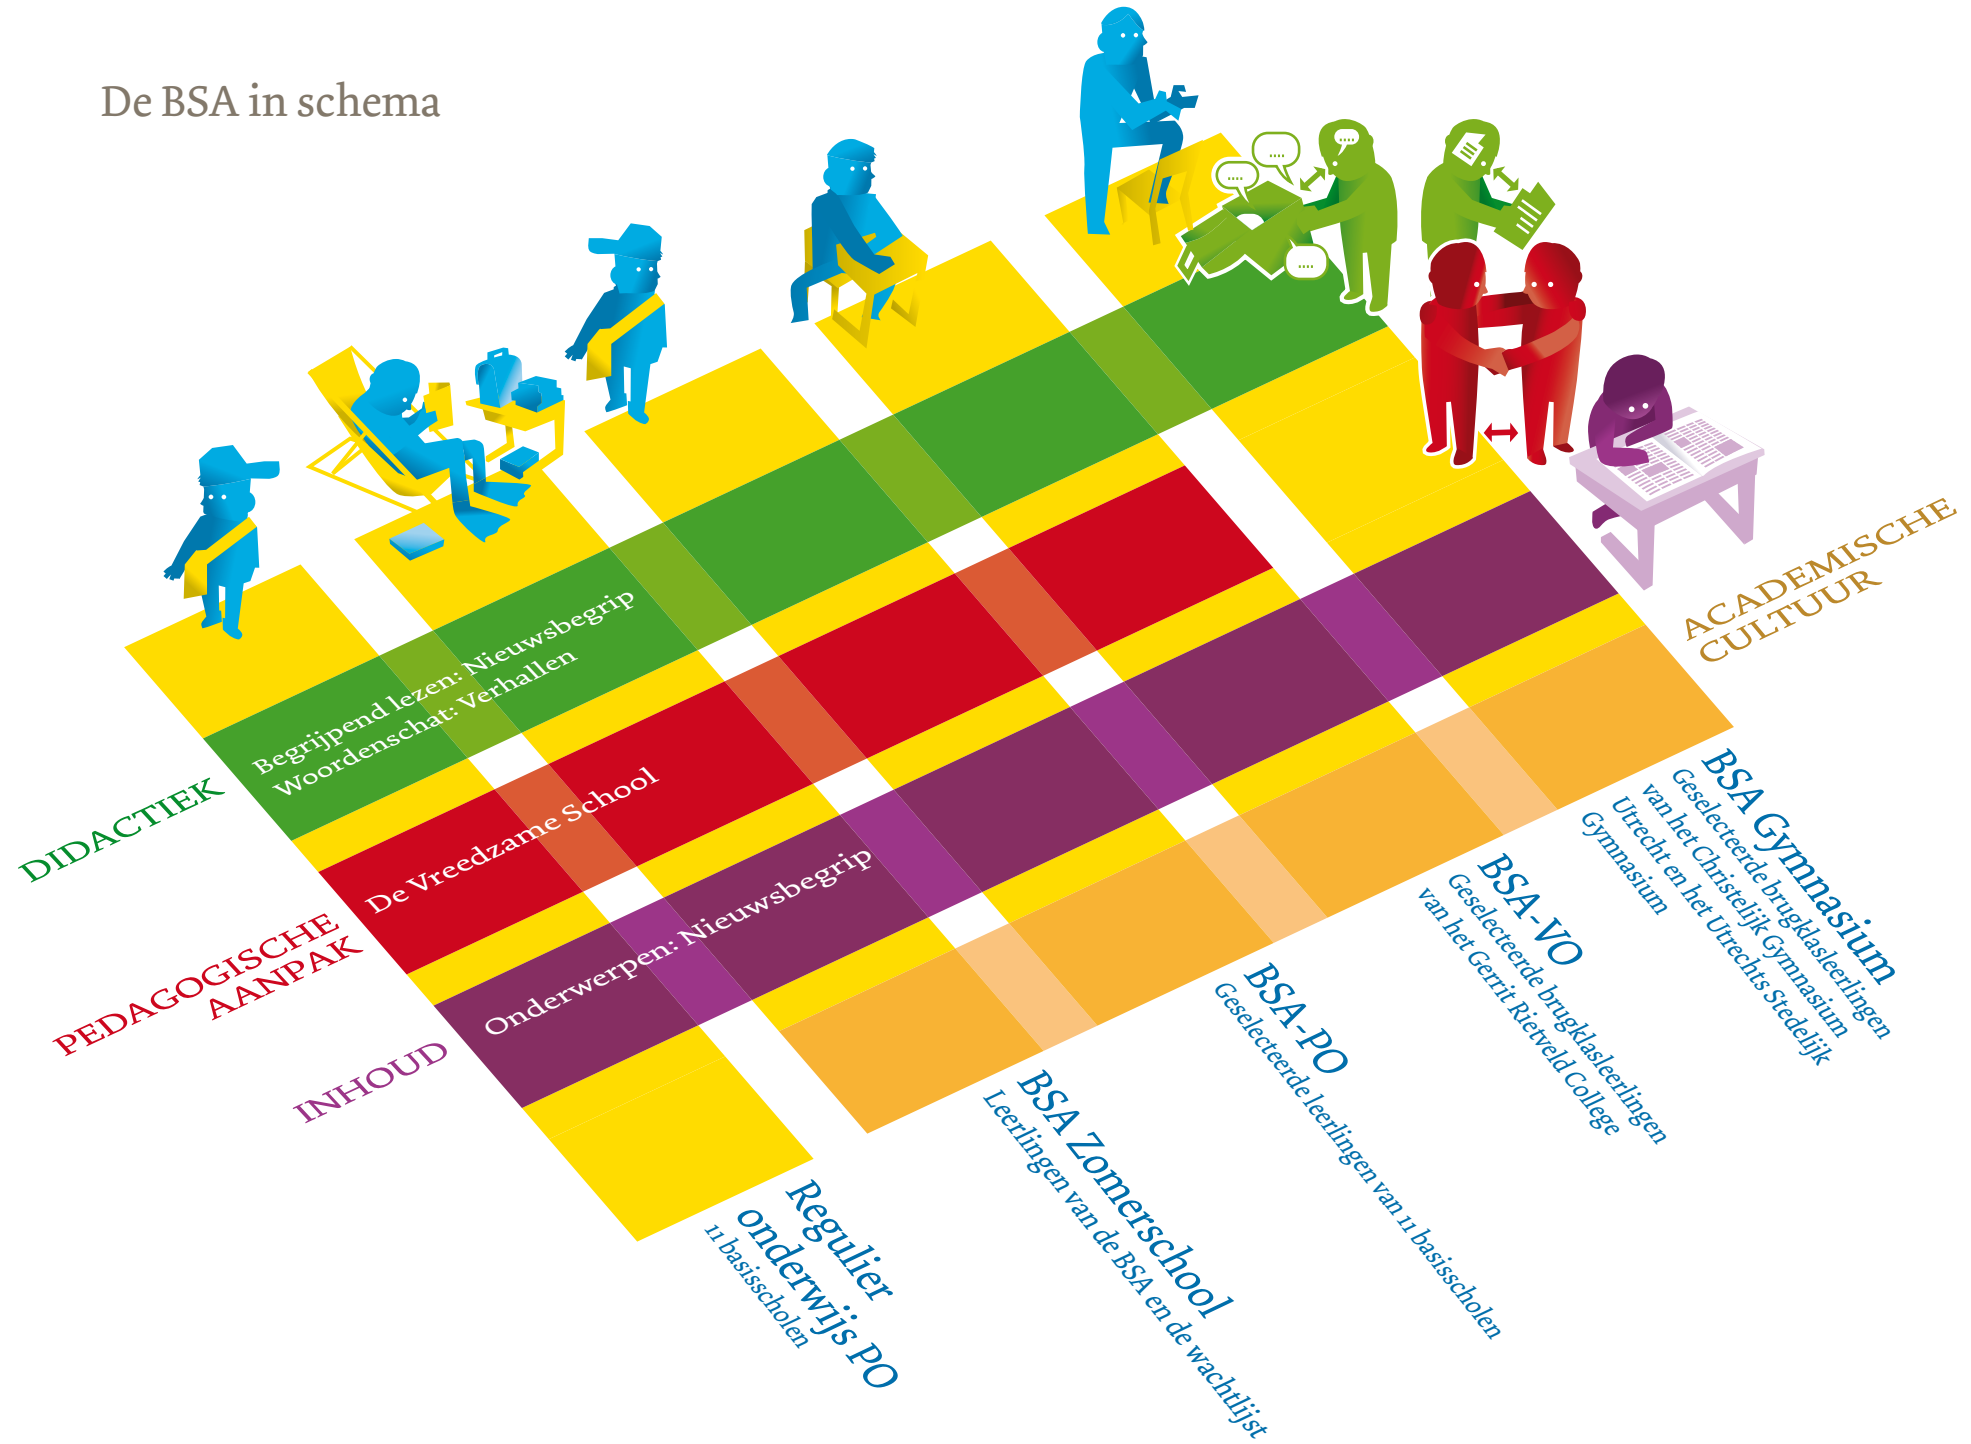 De BSA in schema
DIDACTIEK
Begrijpend lezen: Nieuwsbegrip
Woordenschat: Verhallen
PEDAGOGISCHE
AANPAK
De Vreedzame School
INHOUD
Onderwerpen: Nieuwsbegrip
ACADEMISCHE
CULTUUR
Regulier
onderwijs PO
11 basisscholen
BSA Zomerschool
Leerlingen van de BSA en de wachtlijst
BSA-PO
Geselecteerde leerlingen van 11 basisscholen
BSA-VO
Geselecteerde brugklasleerlingen
van het Gerrit Rietveld College
BSA Gymnasium
Geselecteerde brugklasleerlingen
van het Christelijk Gymnasium
Utrecht en het Utrechts Stedelijk
Gymnasium